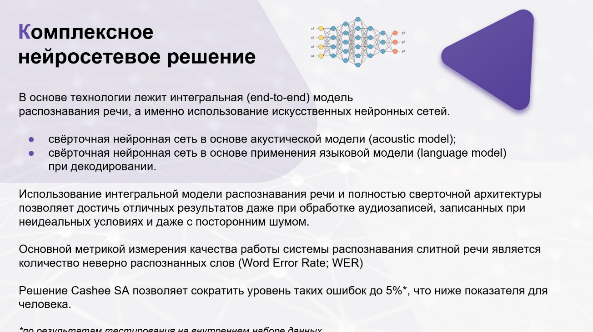 Комплексное
нейросетевое решение
В основе технологии лежит интегральная (end-to-end) модель
распознавания речи, а именно использование искусственных нейронных сетей.
● свёрточная нейронная сеть в основе акустической модели (acoustic model);
● свёрточная нейронная сеть в основе применения языковой модели (language model)
при декодировании.
Использование интегральной модели распознавания речи и полностью сверточной архитектуры
позволяет достичь отличных результатов даже при обработке аудиозаписей, записанных при
неидеальных условиях и даже с посторонним шумом.
Основной метрикой измерения качества работы системы распознавания слитной речи является
количество неверно распознанных слов (Word Error Rate; WER)
Решение Cashee SA позволяет сократить уровень таких ошибок до 5%*, что ниже показателя для
человека.
*по результатам тестирования на внутреннем наборе данных